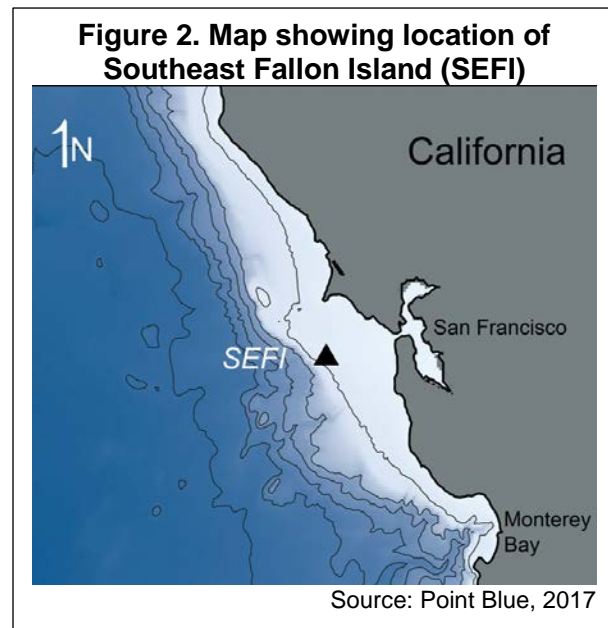 Figure 2. Map showing location of
Southeast Fallon Island (SEFI)
N
California
San Francisco
SEFI
Monterey
Bay
Source: Point Blue, 2017